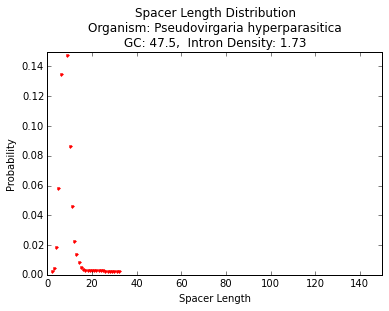 Spacer Length Distribution
Organism: Pseudovirgaria hyperparasitica
GC: 47.5,  Intron Density: 1.73
0.14
0.12
0.10
0.08
0.06
0.04
0.02
0.00
Probability
0 20 40 60 80 100 120 140
Spacer Length